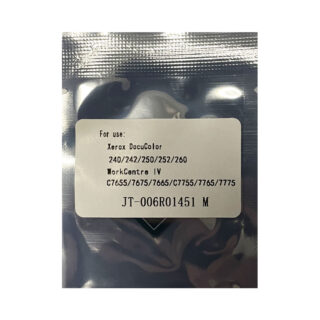 For use:
Xerox DocuColor
240/242/250/252/260
WorkCentre IV
C7655/7675/7665/C7755/7765/7775
JT-006R01451 M